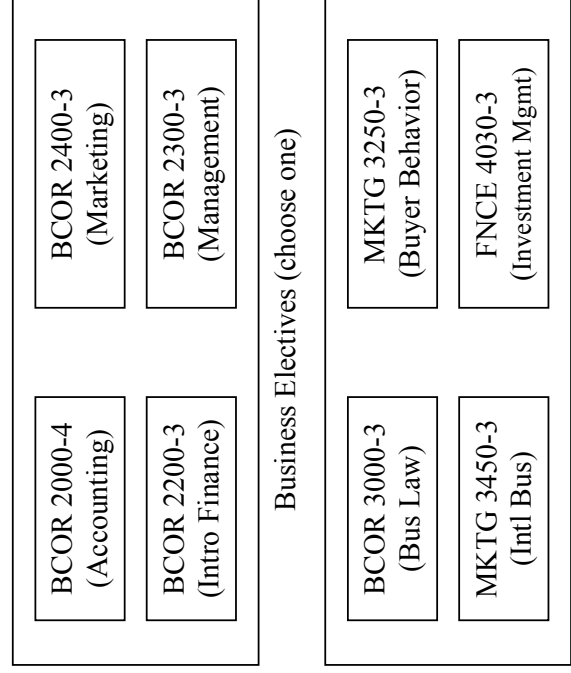 BCOR 2000-4
(Accounting)
BCOR 2400-3
(Marketing)
BCOR 2200-3
(Intro Finance)
BCOR 2300-3
(Management)
Business Electives (choose one)
BCOR 3000-3
(Bus Law)
MKTG 3250-3
(Buyer Behavior)
MKTG 3450-3
(Intl Bus)
FNCE 4030-3
(Investment Mgmt)